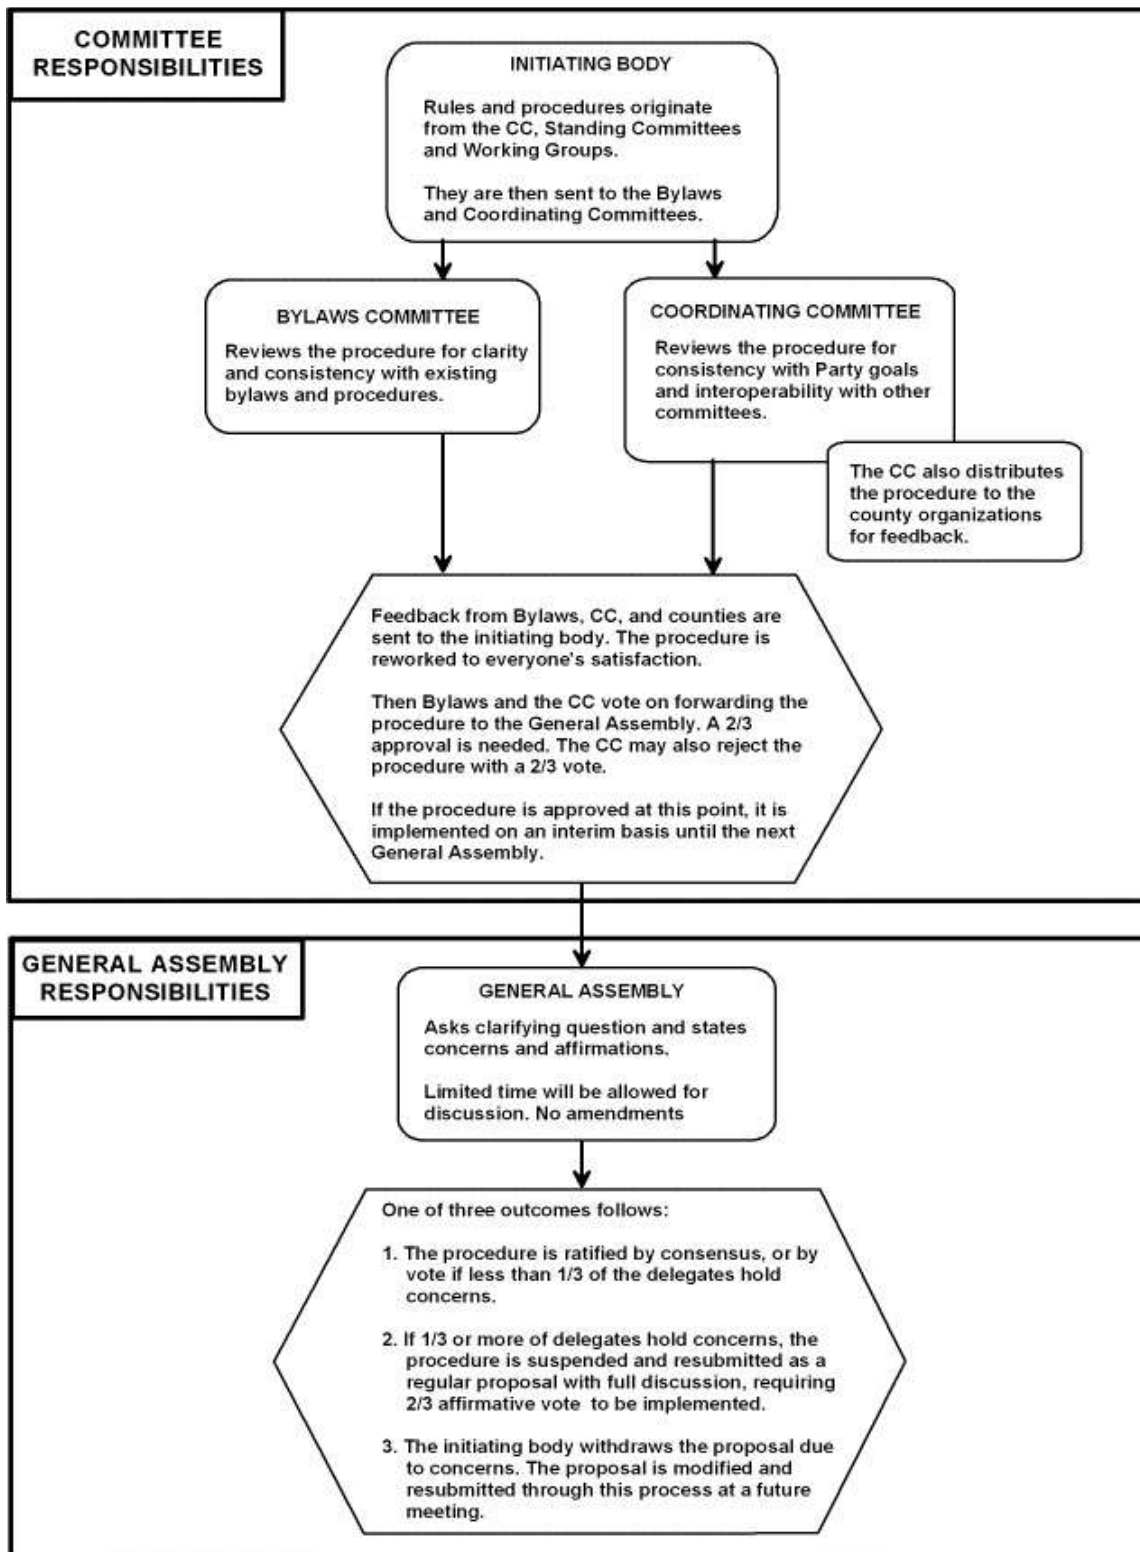 COMMITTEE
RESPONSIBILITIES
INITIATING BODY
Rules and procedures originate
from the CC, Standing Committees
and Working Groups.
They are then sent to the Bylaws
and Coordinating Committees.
BYLAWS COMMITTEE
Reviews the procedure for clarity
and consistency with existing
bylaws and procedures.
COORDINATING COMMITTEE
Reviews the procedure for
consistency with Party goals
and interoperability with other
committees.
The CC also distributes
the procedure to the
county organizations
for feedback.
Feedback from Bylaws, CC, and counties are
sent to the initiating body. The procedure is
reworked to everyone's satisfaction.
Then Bylaws and the CC vote on forwarding the
procedure to the General Assembly. A 2/3
approval is needed. The CC may also reject the
procedure with a 2/3 vote.
If the procedure is approved at this point, it is
implemented on an interim basis until the next
General Assembly.
GENERAL ASSEMBLY
RESPONSIBILITIES
GENERAL ASSEMBLY
Asks clarifying question and states
concerns and affirmations.
Limited time will be allowed for
discussion. No amendments
One of three outcomes follows:
1. The procedure is ratified by consensus, or by
vote if less than 1/3 of the delegates hold
concerns.
2. If 1/3 or more of delegates hold concerns, the
procedure is suspended and resubmitted as a
regular proposal with full discussion, requiring
2/3 affirmative vote to be implemented.
3. The initiating body withdraws the proposal due
to concerns. The proposal is modified and
resubmitted through this process at a future
meeting.